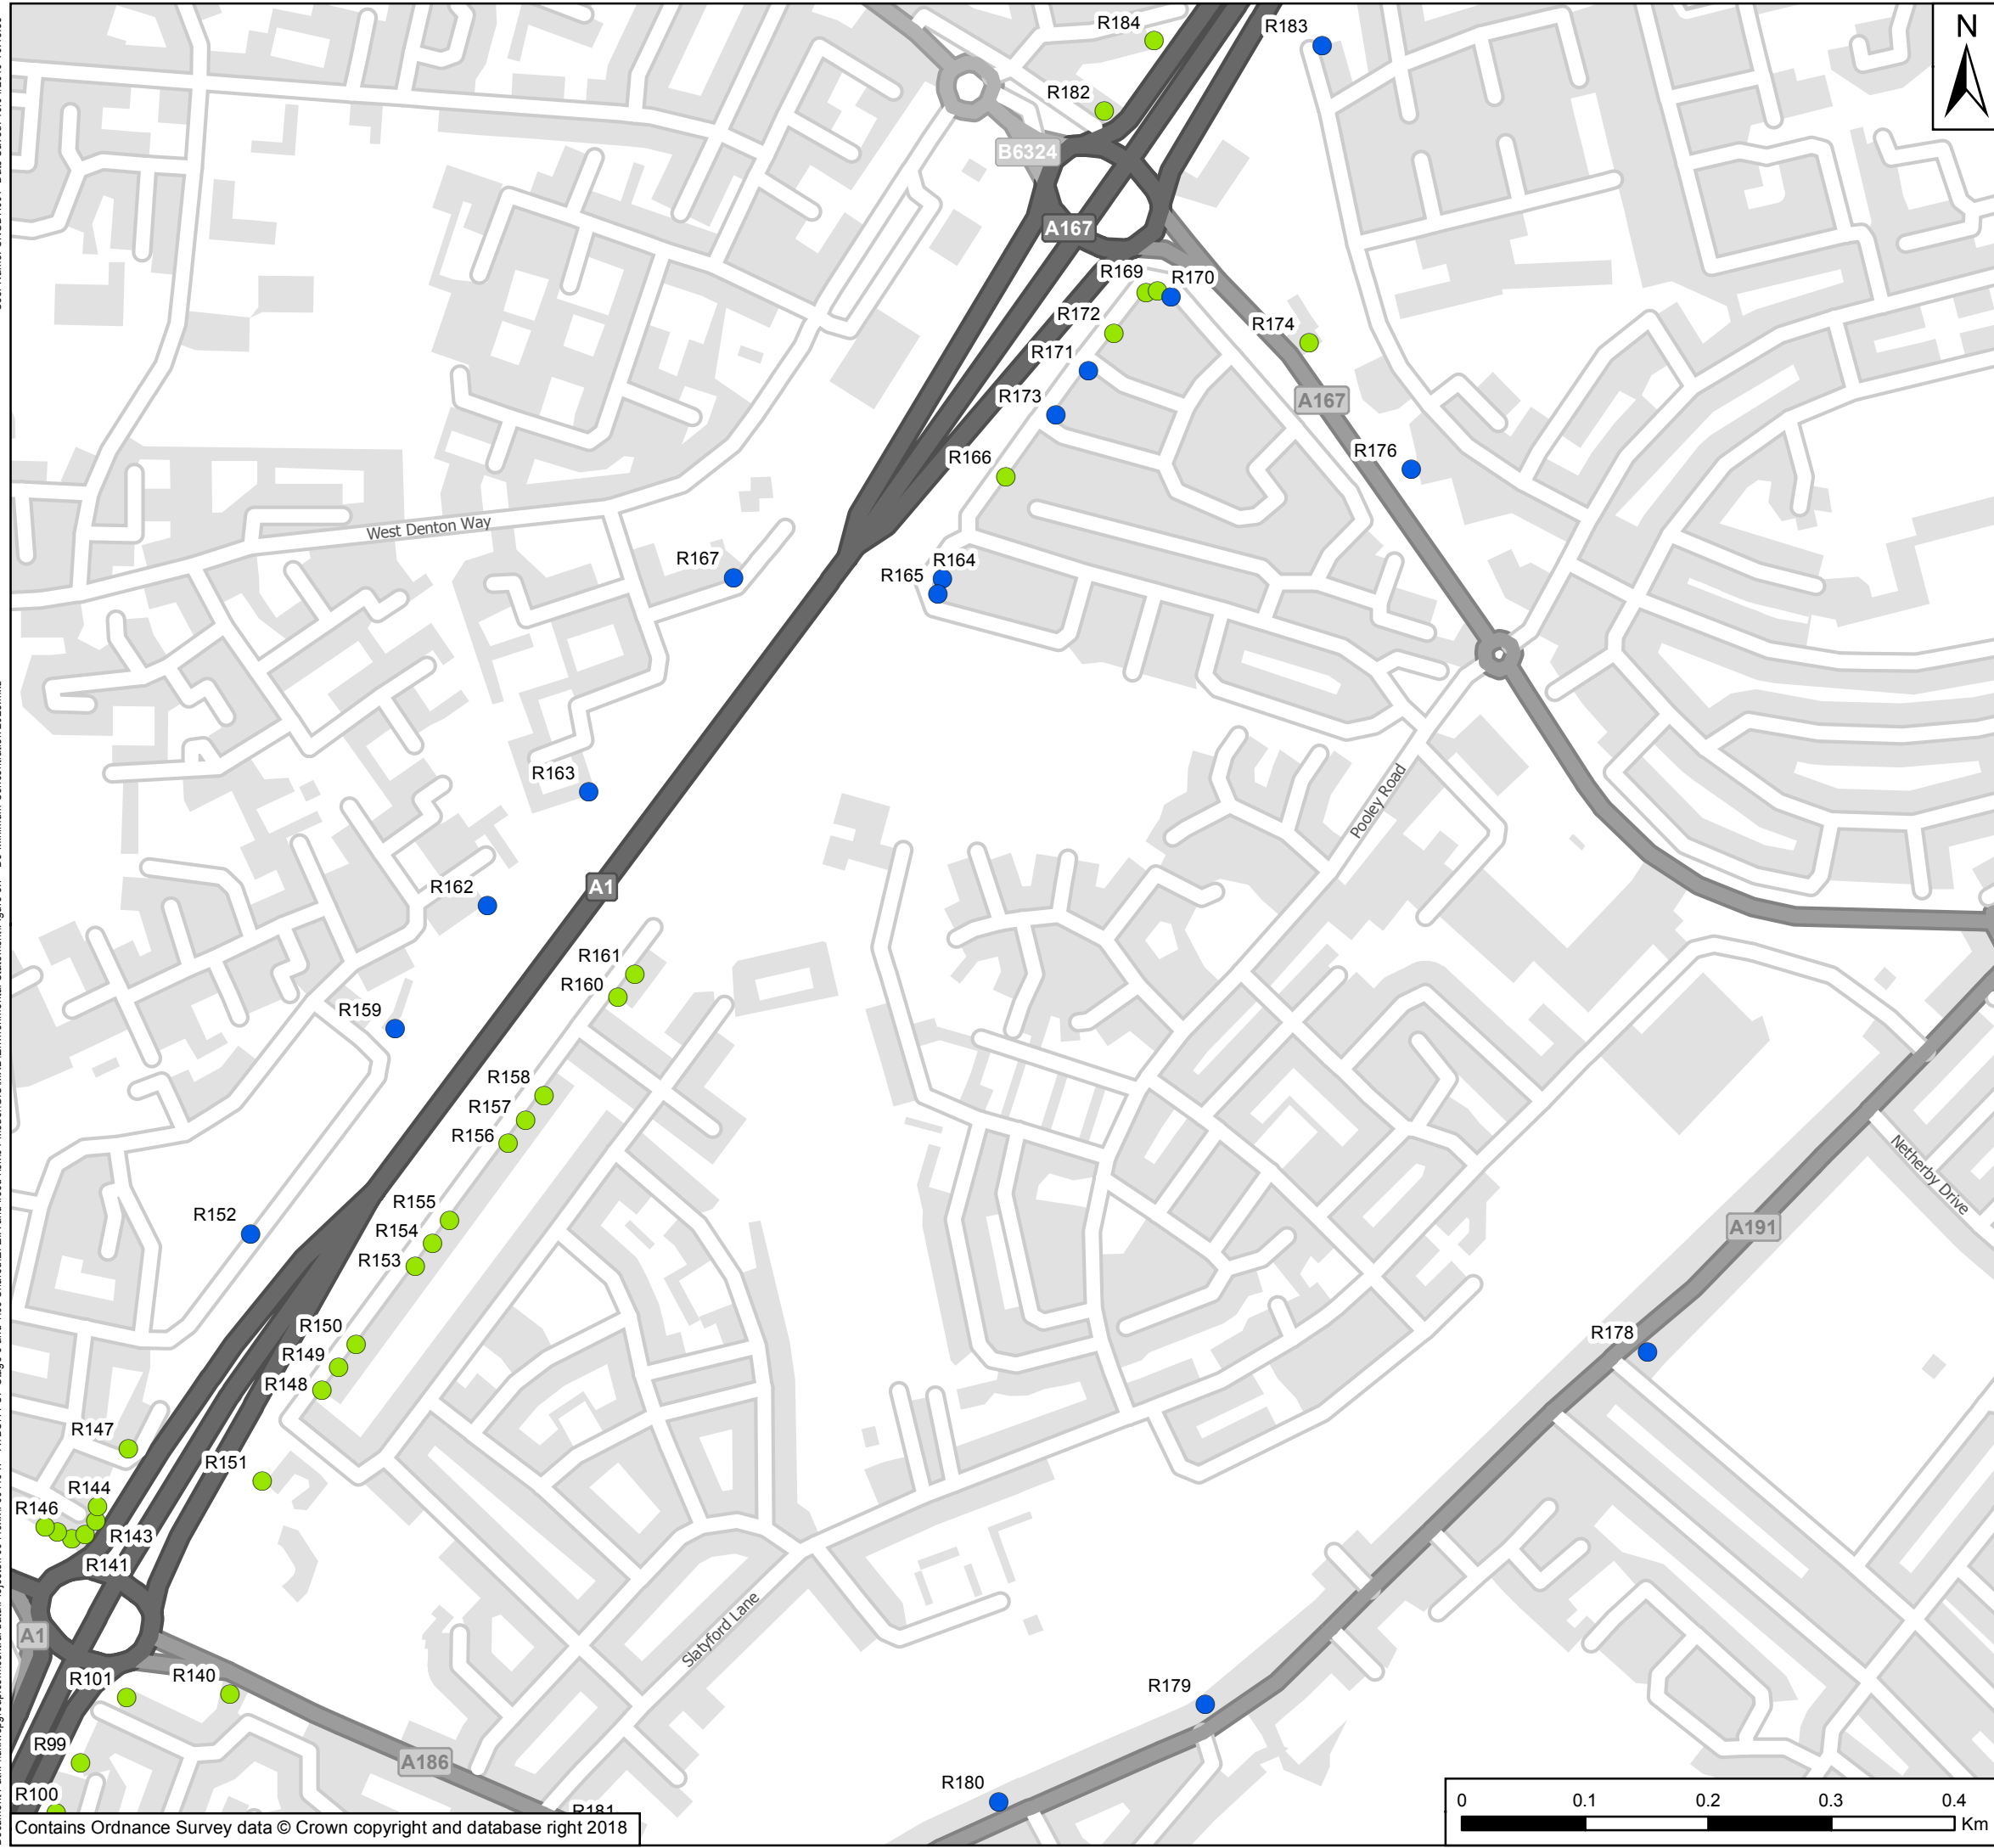 R184
R183
N
R182
B6324
A167
R169
R170
R172
R174
R171
A167
R173
R176
R166
West Denton Way
R167
R164
R165
R163
Pooley Road
R162
A1
R161
R160
R159
R158
R157
R156
Netherby Drive
R155
R152
R154
A191
R153
R150
R178
R149
R148
R147
R151
R144
R146
R143
R141
Slatyford Lane
A1
R140
R101
R179
R99
A186
R180
R100
R181
0 0.1 0.2 0.3 0.4
Km
Contains Ordnance Survey data © Crown copyright and database right 2018